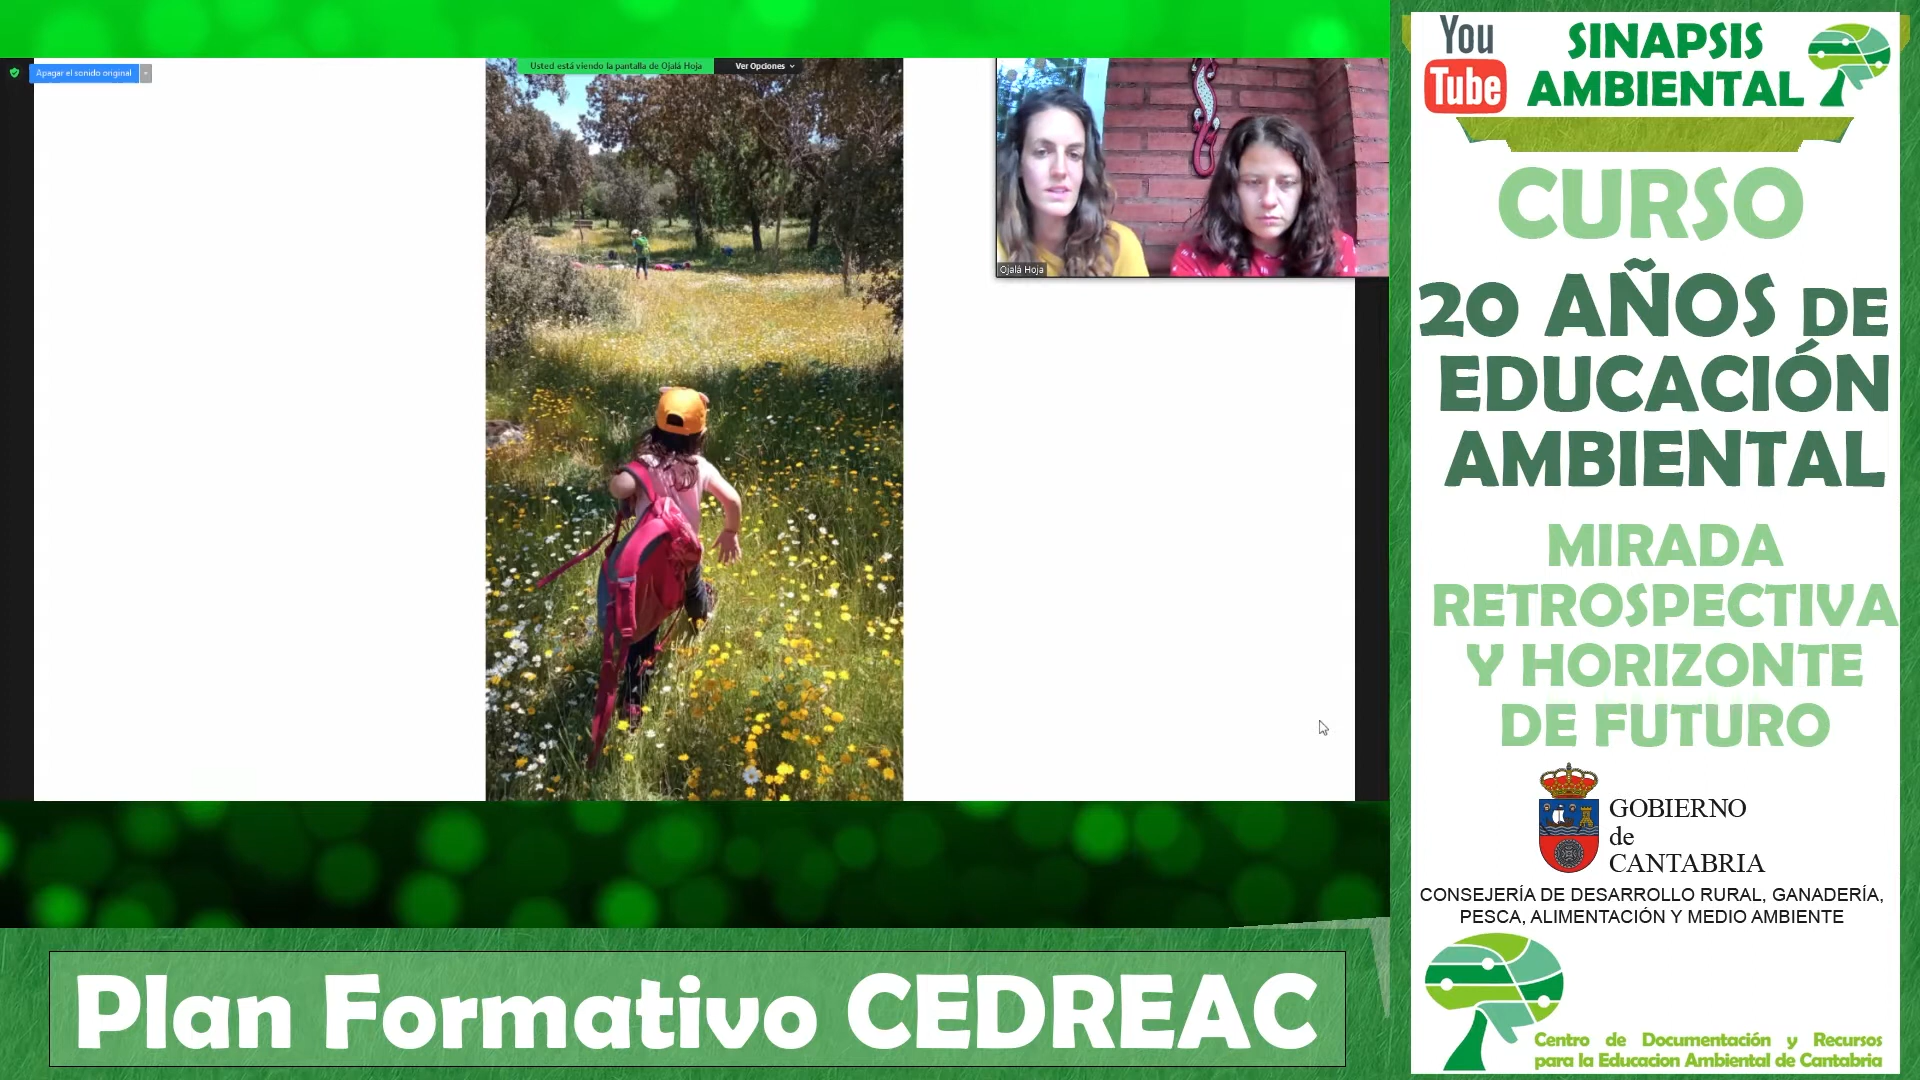 Apagar el sonido original
Usted está viendo la pantalla de Ojalá Hoja
Ver Opciones
Ojalá Hoja
You
Tube
SINAPSIS
AMBIENTAL
CURSO
20 AÑOS DE
EDUCACIÓN
AMBIENTAL
MIRADA
RETROSPECTIVA
Y HORIZONTE
DE FUTURO
GOBIERNO
de
CANTABRIA
CONSEJERÍA DE DESARROLLO RURAL, GANADERÍA,
PESCA, ALIMENTACIÓN Y MEDIO AMBIENTE
Centro de Documentación y Recursos
para la Educacion Ambiental de Cantabria
Plan Formativo CEDREAC